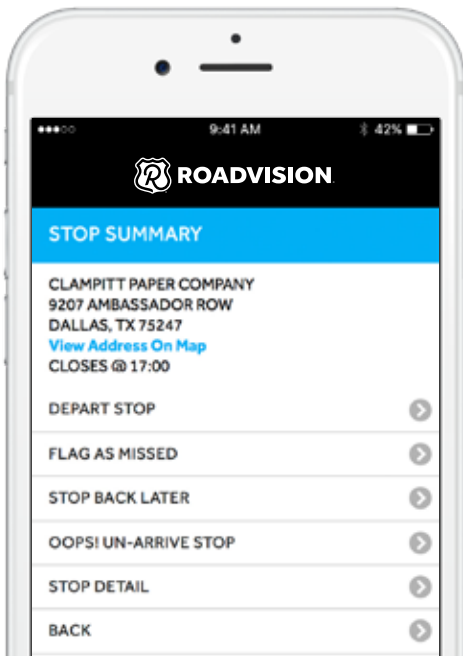 9:41 AM
42%
R ROADVISION
STOP SUMMARY
CLAMPITT PAPER COMPANY
9207 AMBASSADOR ROW
DALLAS, TX 75247
View Address On Map
CLOSES @ 17:00
DEPART STOP
FLAG AS MISSED
STOP BACK LATER
OOPS! UN-ARRIVE STOP
STOP DETAIL
BACK